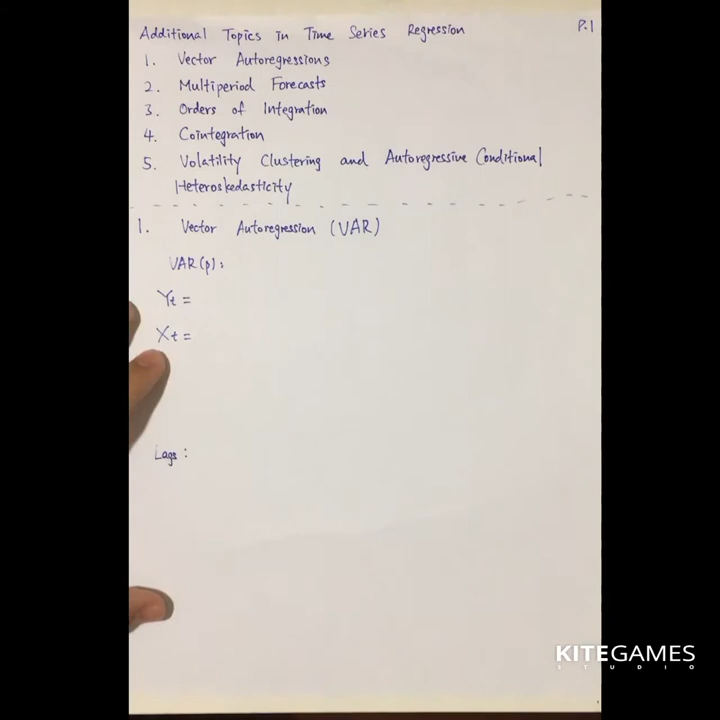 Additional Topics in Time Series Regression P.1
1. Vector Autoregressions
2. Multiperiod Forecasts
3. Orders of Integration
4. Cointegration
5. Volatility Clustering and Autoregressive Conditional
Heteroskedasticity
1. Vector Autoregression (VAR)
VAR(p):
Yt =
Xt =
Lags:
KITEGAMES
STUDIO